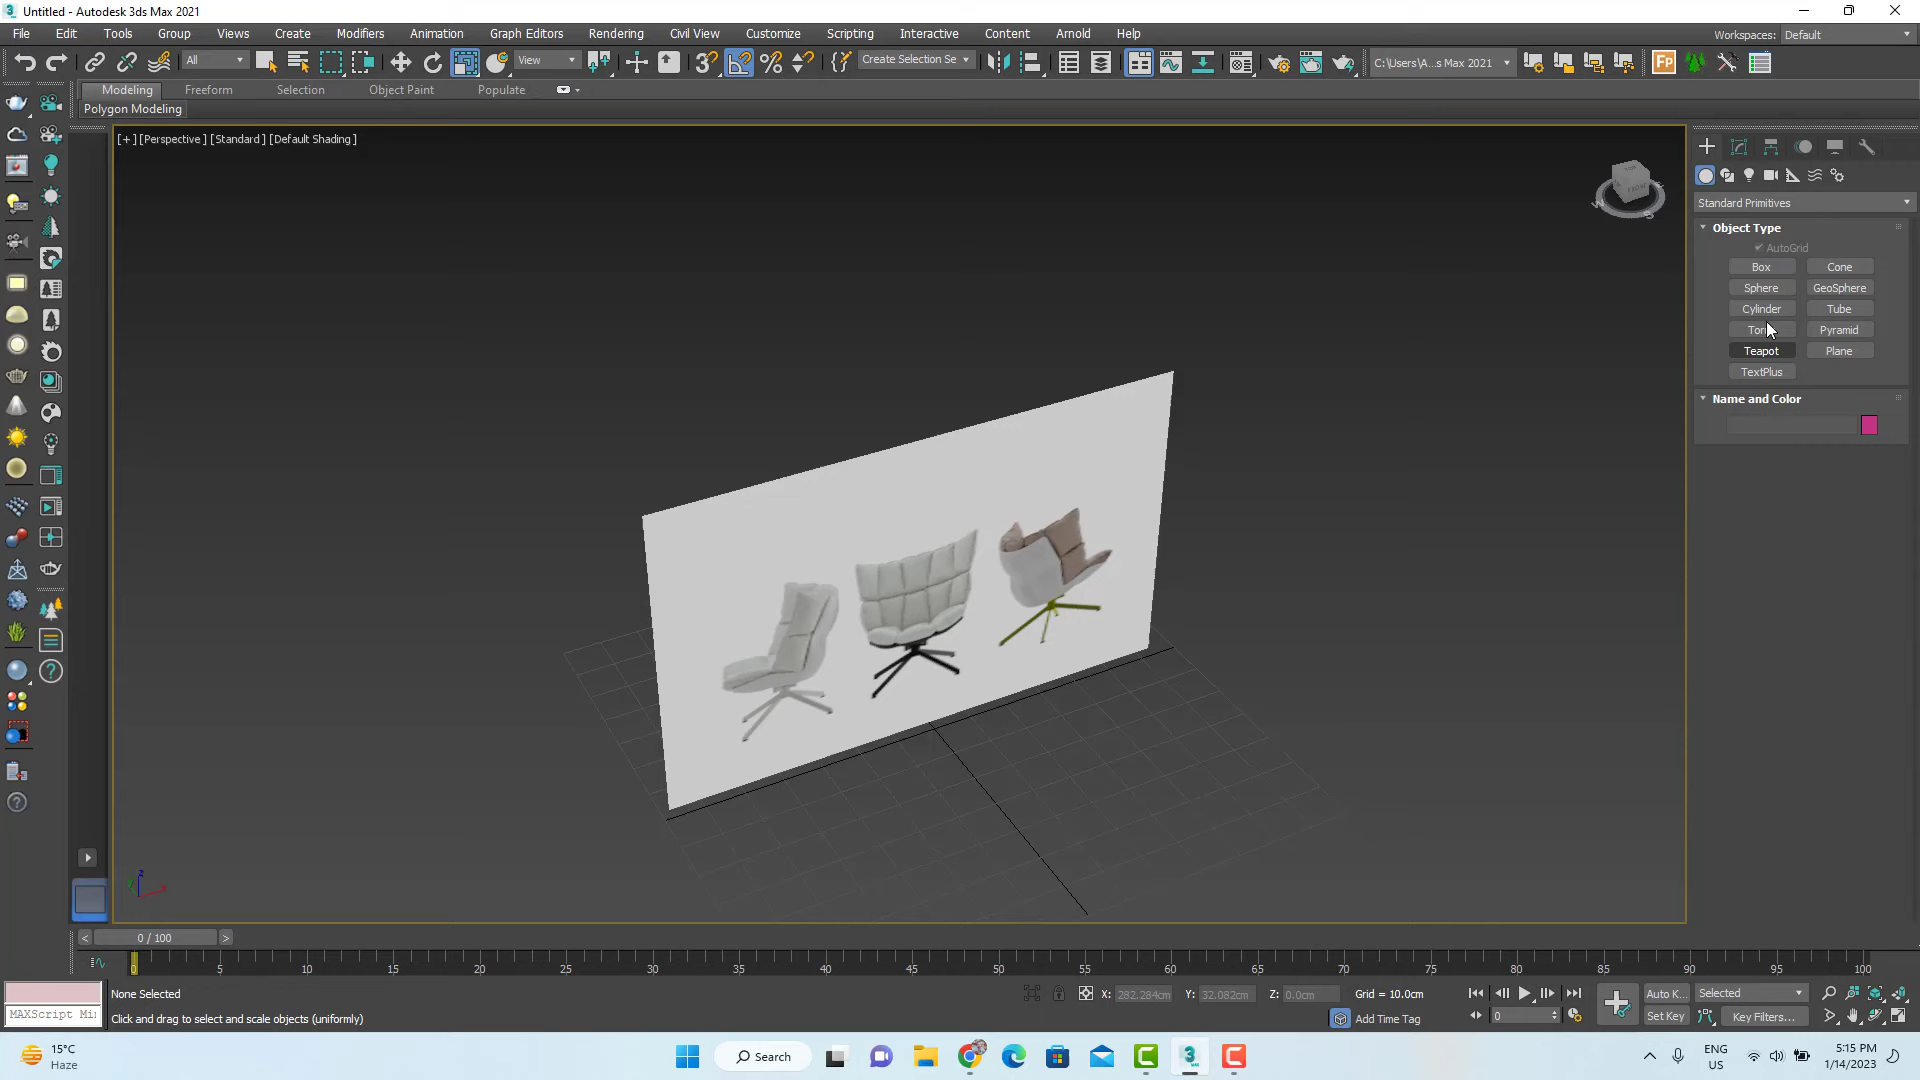 Untitled - Autodesk 3ds Max 2021
File Edit Tools Group Views Create Modifiers Animation Graph Editors Rendering Civil View Customize Scripting Interactive Content Arnold Help
Workspaces: Default
All View Create Selection Se C:\Users\A...s Max 2021
Modeling Freeform Selection Object Paint Populate
Polygon Modeling
[+] [Perspective ] [Standard ] [Default Shading ]
Standard Primitives
Object Type
AutoGrid
Box Cone
Sphere GeoSphere
Cylinder Tube
Pyramid
Teapot Plane
TextPlus
Name and Color
0 / 100
0 5 10 15 20 25 30 35 40 45 50 55 60 65 70 75 80 85 90 95 100
None Selected X: 282.284cm Y: 32.082cm Z: 0.0cm Grid = 10.0cm Auto K... Selected
MAXScript Mi Click and drag to select and scale objects (uniformly) Add Time Tag 0 Set Key Key Filters...
15°C
Haze
Search
ENG
US
5:15 PM
1/14/2023